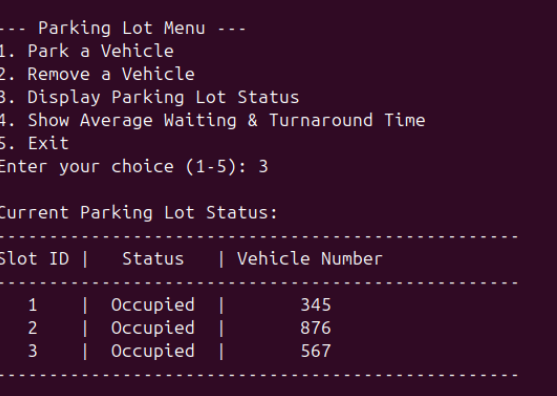 --- Parking Lot Menu ---
1. Park a Vehicle
2. Remove a Vehicle
3. Display Parking Lot Status
4. Show Average Waiting & Turnaround Time
5. Exit
Enter your choice (1-5): 3
Current Parking Lot Status:
----------------------------------------------------
Slot ID |   Status   | Vehicle Number
----------------------------------------------------
1    |  Occupied  |        345
2    |  Occupied  |        876
3    |  Occupied  |        567
----------------------------------------------------